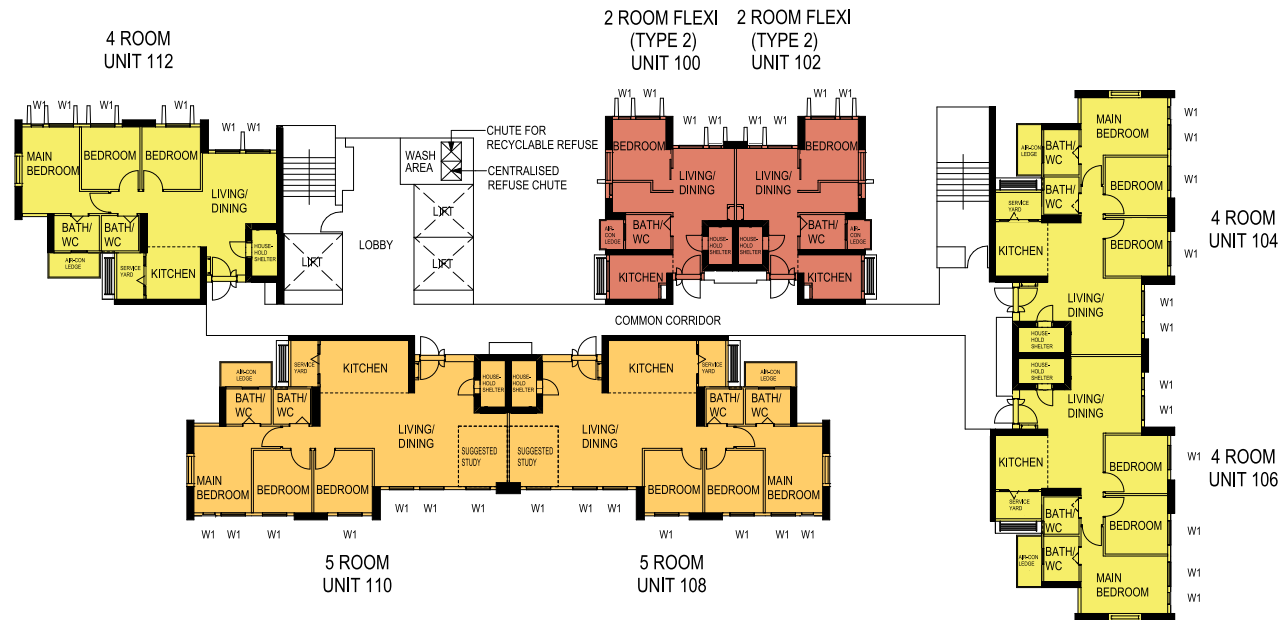 4 ROOM
UNIT 112
W1 W1 W1 W1
W1 W1
MAIN
BEDROOM
BEDROOM
BEDROOM
LIVING/
DINING
BATH/
WC
BATH/
WC
AIR-CON
LEDGE
SERVICE
YARD
KITCHEN
HOUSE-
HOLD
SHELTER
LIFT
LOBBY
WASH
AREA
CHUTE FOR
RECYCLABLE REFUSE
CENTRALISED
REFUSE CHUTE
LIFT
LIFT
2 ROOM FLEXI
(TYPE 2)
UNIT 100
2 ROOM FLEXI
(TYPE 2)
UNIT 102
W1
W1 W1
W1
BEDROOM
BEDROOM
LIVING/
DINING
LIVING/
DINING
AIR-
CON
LEDGE
BATH/
WC
HOUSE-
HOLD
SHELTER
HOUSE-
HOLD
SHELTER
BATH/
WC
AIR-CON
LEDGE
KITCHEN
KITCHEN
COMMON CORRIDOR
4 ROOM
UNIT 104
MAIN
BEDROOM
W1
W1
W1
W1
W1
W1
AIR-CON
LEDGE
BATH/
WC
BATH/
WC
BEDROOM
BEDROOM
SERVICE
YARD
KITCHEN
LIVING/
DINING
HOUSE-
HOLD
SHELTER
HOUSE-
HOLD
SHELTER
LIVING/
DINING
W1
W1
KITCHEN
BEDROOM
W1
4 ROOM
UNIT 106
SERVICE
YARD
BATH/
WC
BEDROOM
W1
AIR-CON
LEDGE
BATH/
WC
MAIN
BEDROOM
W1
W1
AIR-CON
LEDGE
SERVICE
YARD
KITCHEN
BATH/
WC
BATH/
WC
HOUSE-
HOLD
SHELTER
HOUSE-
HOLD
SHELTER
KITCHEN
SERVICE
YARD
AIR-CON
LEDGE
BATH/
WC
BATH/
WC
LIVING/
DINING
SUGGESTED
STUDY
SUGGESTED
STUDY
LIVING/
DINING
MAIN
BEDROOM
BEDROOM
BEDROOM
BEDROOM
BEDROOM
MAIN
BEDROOM
W1 W1 W1 W1
W1 W1 W1 W1
W1 W1 W1 W1
5 ROOM
UNIT 110
5 ROOM
UNIT 108